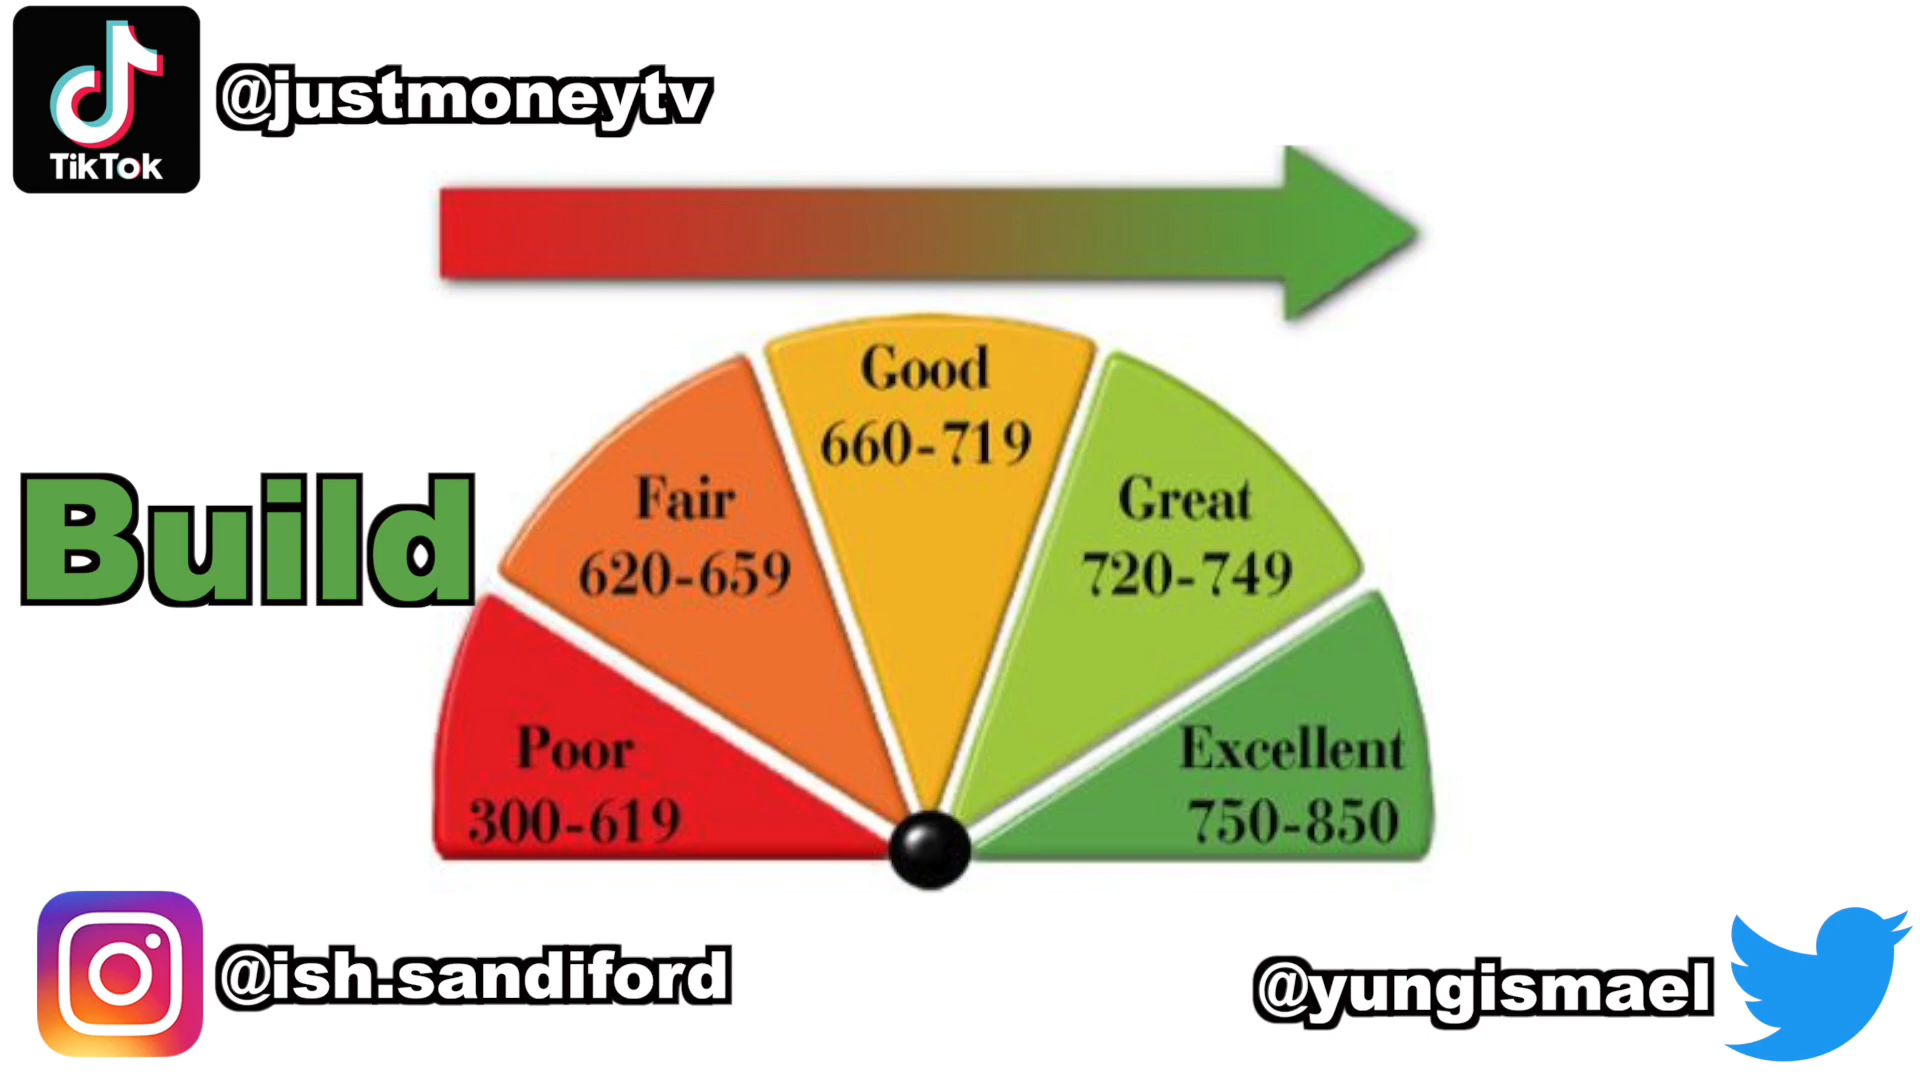 TikTok
@justmoneytv
Good
660-719
Fair
620-659
Great
720-749
Build
Poor
300-619
Excellent
750-850
@ish.sandiford
@yungismael